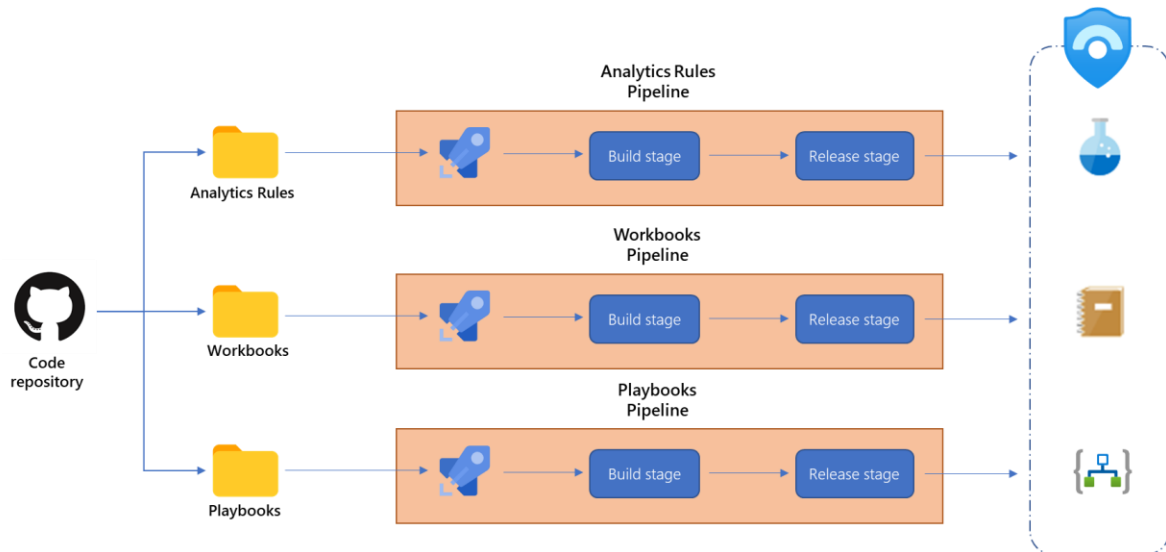 Analytics Rules
Pipeline
Build stage
Release stage
Analytics Rules
Workbooks
Pipeline
Build stage
Release stage
Workbooks
Code
repository
Playbooks
Pipeline
Build stage
Release stage
Playbooks